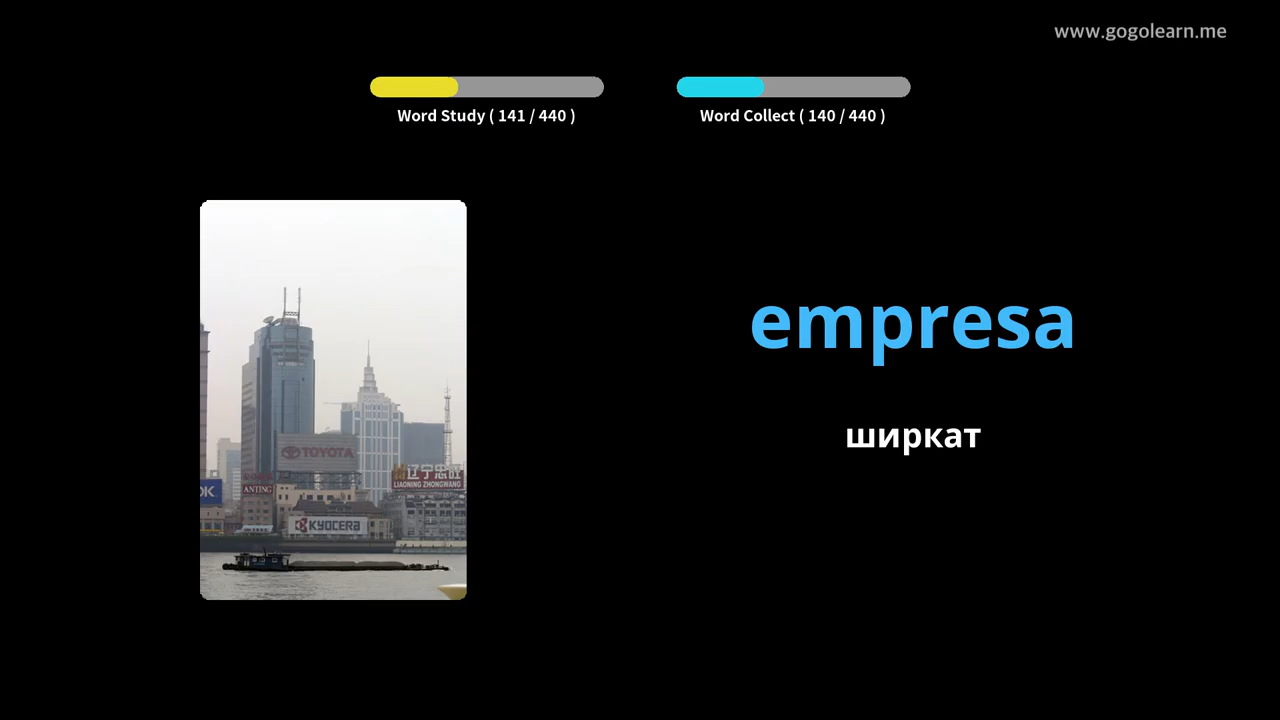 www.gogolearn.me
Word Study ( 141 / 440 )
Word Collect ( 140 / 440 )
empresa
ширкат
TOYOTA
辽宁忠旺
LIAONING ZHONGWANG
ANTING
KYOCERA